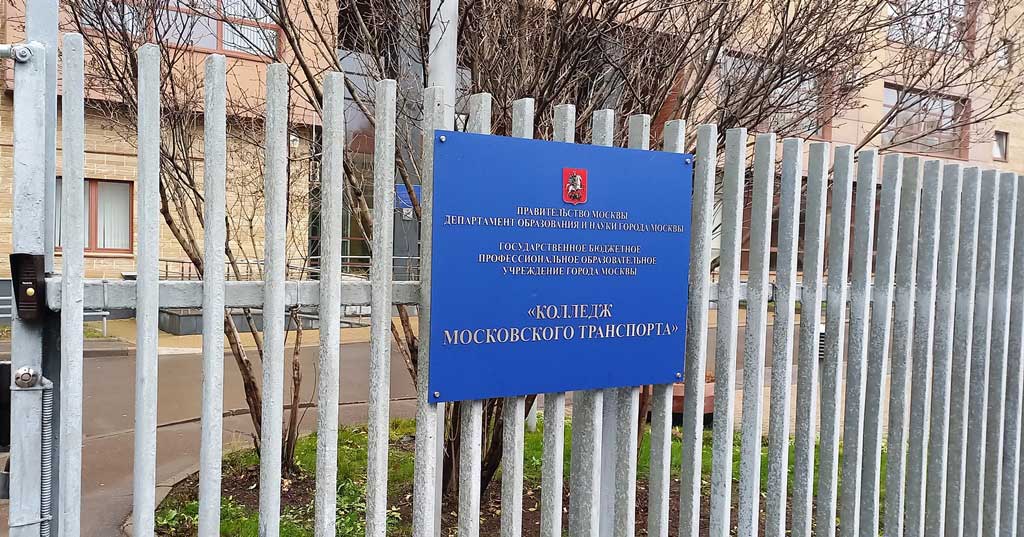 ПРАВИТЕЛЬСТВО МОСКВЫ
ДЕПАРТАМЕНТ ОБРАЗОВАНИЯ И НАУКИ ГОРОДА МОСКВЫ
ГОСУДАРСТВЕННОЕ БЮДЖЕТНОЕ
ПРОФЕССИОНАЛЬНОЕ ОБРАЗОВАТЕЛЬНОЕ
УЧРЕЖДЕНИЕ ГОРОДА МОСКВЫ
«КОЛЛЕДЖ
МОСКОВСКОГО ТРАНСПОРТА»